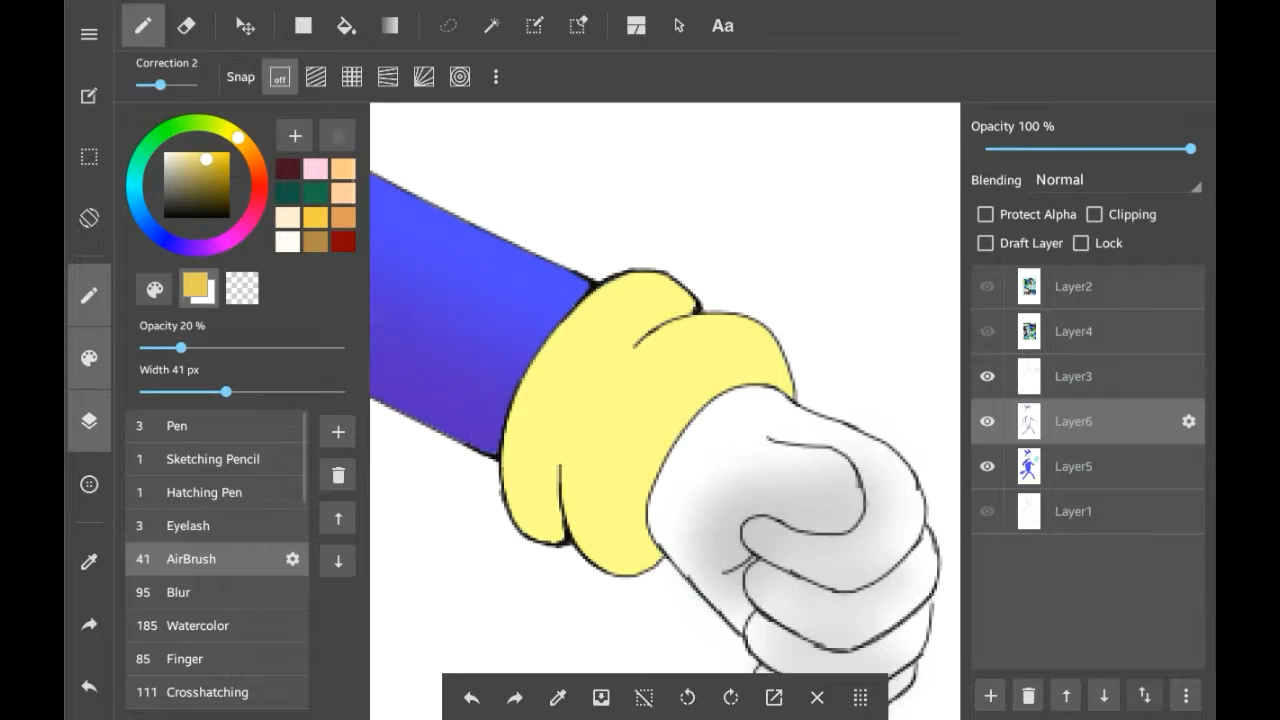 Aa
Correction 2
Snap
off
Opacity 100 %
Blending Normal
Protect Alpha
Clipping
Draft Layer
Lock
Layer2
Layer4
Layer3
Layer6
Layer5
Layer1
Opacity 20 %
Width 41 px
3 Pen
1 Sketching Pencil
1 Hatching Pen
3 Eyelash
41 AirBrush
95 Blur
185 Watercolor
85 Finger
111 Crosshatching